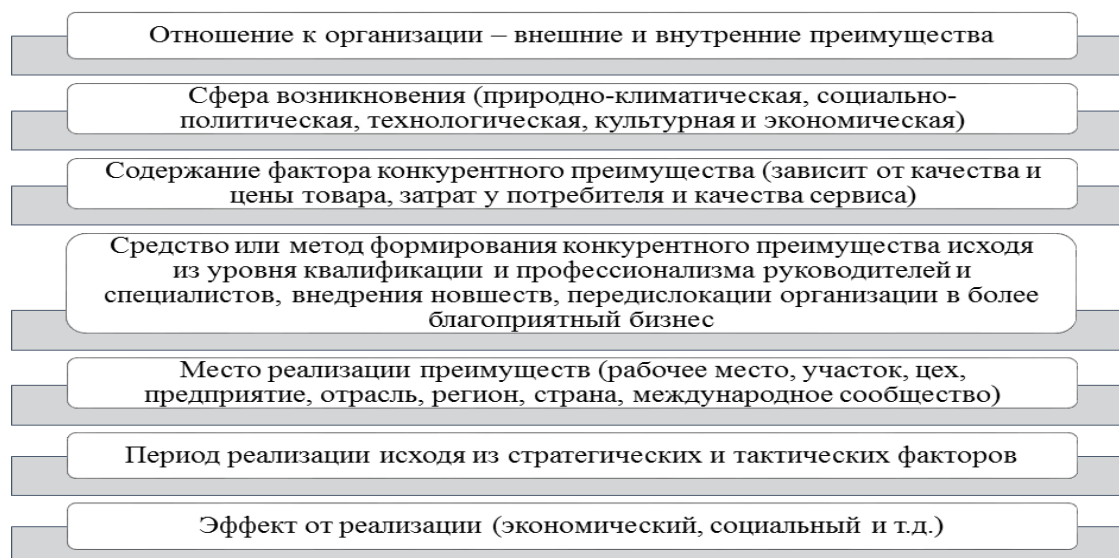 Отношение к организации – внешние и внутренние преимущества
Сфера возникновения (природно-климатическая, социально-
политическая, технологическая, культурная и экономическая)
Содержание фактора конкурентного преимущества (зависит от качества и
цены товара, затрат у потребителя и качества сервиса)
Средство или метод формирования конкурентного преимущества исходя
из уровня квалификации и профессионализма руководителей и
специалистов, внедрения новшеств, передислокации организации в более
благоприятный бизнес
Место реализации преимуществ (рабочее место, участок, цех,
предприятие, отрасль, регион, страна, международное сообщество)
Период реализации исходя из стратегических и тактических факторов
Эффект от реализации (экономический, социальный и т.д.)